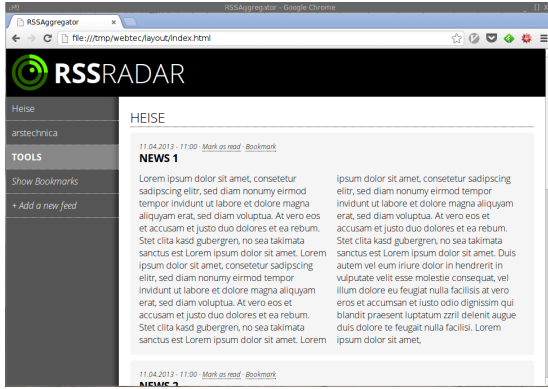 RSSAggregator - Google Chrome
RSSAggregator
file:///tmp/webtec/layout/index.html
RSSRADAR
Heise
arstechnica
TOOLS
Show Bookmarks
+ Add a new feed
HEISE
11.04.2013 - 11:00 · Mark as read · Bookmark
NEWS 1
Lorem ipsum dolor sit amet, consetetur
sadipscing elitr, sed diam nonumy eirmod
tempor invidunt ut labore et dolore magna
aliquyam erat, sed diam voluptua. At vero eos
et accusam et justo duo dolores et ea rebum.
Stet clita kasd gubergren, no sea takimata
sanctus est Lorem ipsum dolor sit amet. Lorem
ipsum dolor sit amet, consetetur sadipscing
elitr, sed diam nonumy eirmod tempor
invidunt ut labore et dolore magna aliquyam
erat, sed diam voluptua. At vero eos et
accusam et justo duo dolores et ea rebum.
Stet clita kasd gubergren, no sea takimata
sanctus est Lorem ipsum dolor sit amet. Lorem
ipsum dolor sit amet, consetetur sadipscing
elitr, sed diam nonumy eirmod tempor
invidunt ut labore et dolore magna aliquyam
erat, sed diam voluptua. At vero eos et
accusam et justo duo dolores et ea rebum.
Stet clita kasd gubergren, no sea takimata
sanctus est Lorem ipsum dolor sit amet. Duis
autem vel eum iriure dolor in hendrerit in
vulputate velit esse molestie consequat, vel
illum dolore eu feugiat nulla facilisis at vero
eros et accumsan et iusto odio dignissim qui
blandit praesent luptatum zzril delenit augue
duis dolore te feugait nulla facilisi. Lorem
ipsum dolor sit amet,
11.04.2013 - 11:00 · Mark as read · Bookmark
NEWS 2